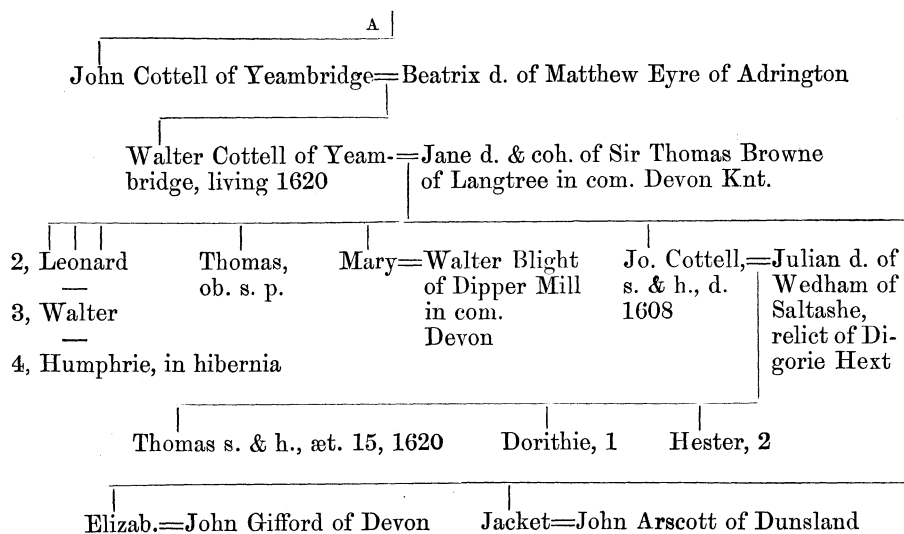 A
John Cottell of Yeambridge=Beatrix d. of Matthew Eyre of Adrington
Walter Cottell of Yeam-=Jane d. & coh. of Sir Thomas Browne
bridge, living 1620 of Langtree in com. Devon Knt.
2, Leonard Thomas, Mary=Walter Blight Jo. Cottell,=Julian d. of
ob. s. p. of Dipper Mill s. & h., d. Wedham of
3, Walter in com. 1608 Saltashe,
Devon relict of Di-
4, Humphrie, in hibernia gorie Hext
Thomas s. & h., æt. 15, 1620 Dorithie, 1 Hester, 2
Elizab.=John Gifford of Devon Jacket=John Arscott of Dunsland